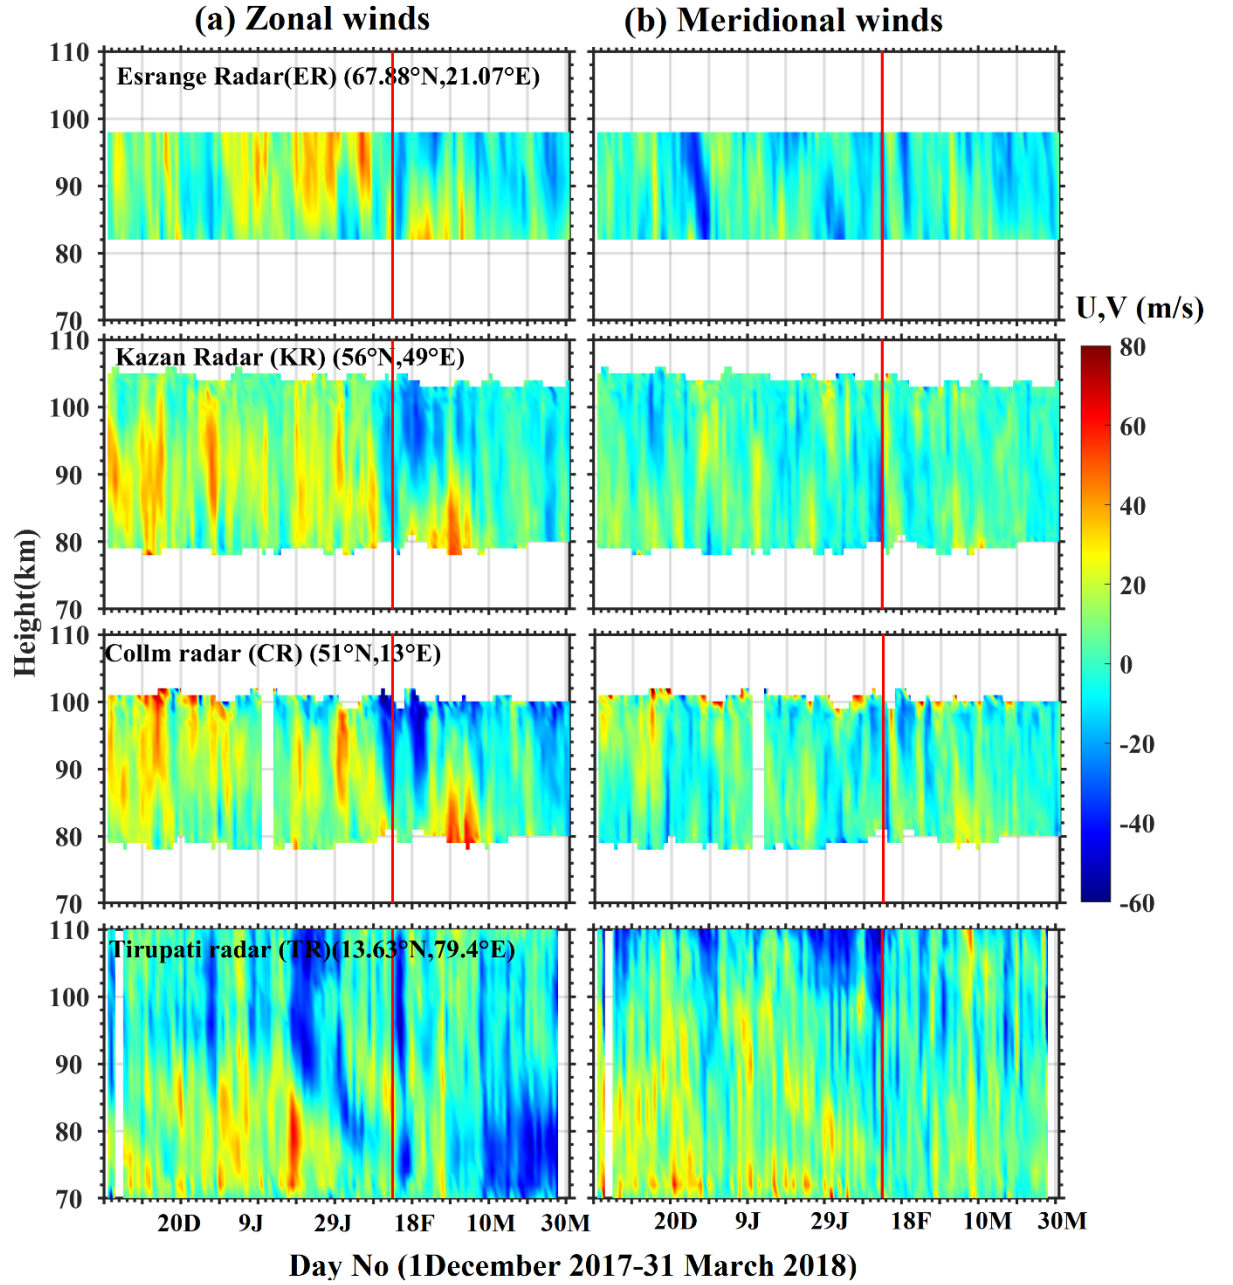 (a) Zonal winds
(b) Meridional winds
110
Esrange Radar(ER) (67.88°N,21.07°E)
100
90
80
70
110
Kazan Radar (KR) (56°N,49°E)
100
90
80
70
110
Collm radar (CR) (51°N,13°E)
100
90
80
70
110
Tirupati radar (TR)(13.63°N,79.4°E)
100
90
80
70
Height(km)
20D 9J 29J 18F 10M 30M
20D 9J 29J 18F 10M 30M
Day No (1December 2017-31 March 2018)
U,V (m/s)
80
60
40
20
0
-20
-40
-60